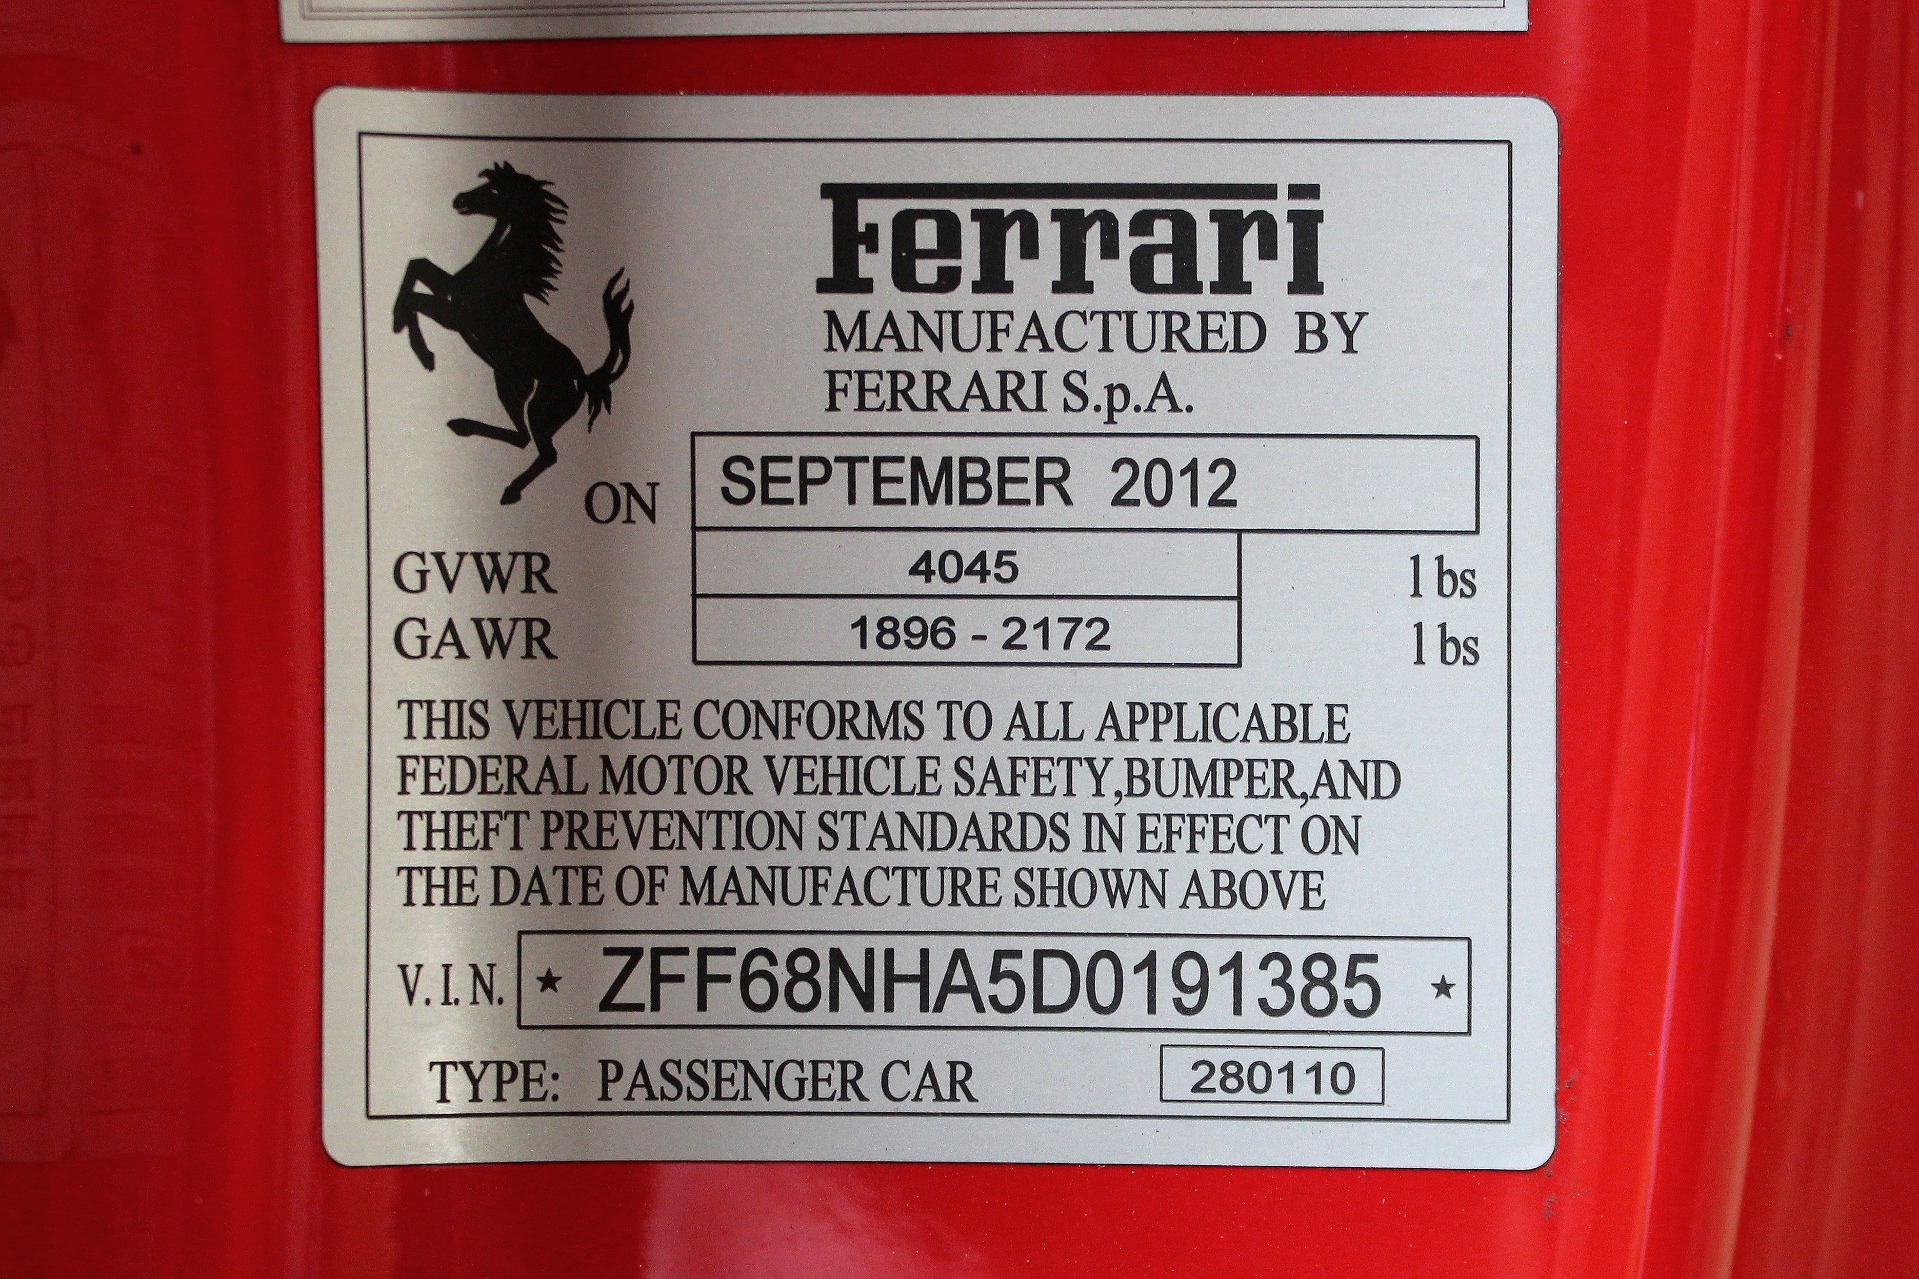 Ferrari
MANUFACTURED BY
FERRARI S.p.A.
ON SEPTEMBER 2012
GVWR 4045 lbs
GAWR 1896 - 2172 lbs
THIS VEHICLE CONFORMS TO ALL APPLICABLE
FEDERAL MOTOR VEHICLE SAFETY,BUMPER,AND
THEFT PREVENTION STANDARDS IN EFFECT ON
THE DATE OF MANUFACTURE SHOWN ABOVE
V.I.N. ★ ZFF68NHA5D0191385 ★
TYPE: PASSENGER CAR 280110